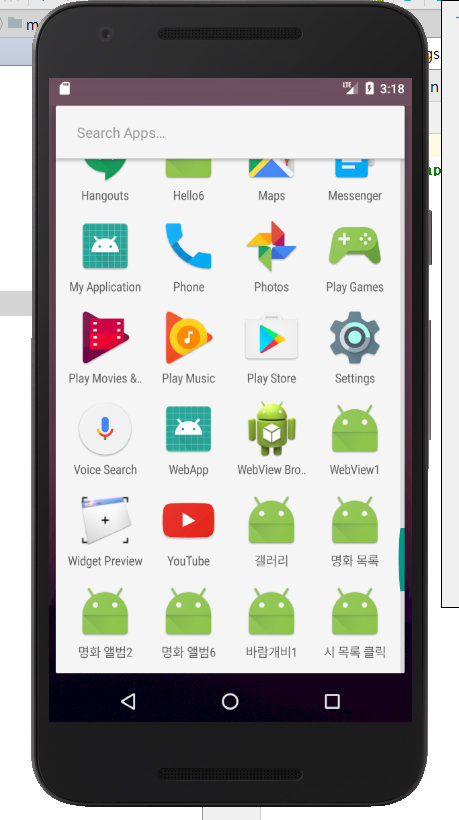 m
gs
n
ap
LTE 3:18
Search Apps...
Hangouts Hello6 Maps Messenger
My Application Phone Photos Play Games
Play Movies &.. Play Music Play Store Settings
Voice Search WebApp WebView Bro.. WebView1
Widget Preview YouTube 갤러리 명화 목록
명화 앨범2 명화 앨범6 바람개비1 시 목록 클릭